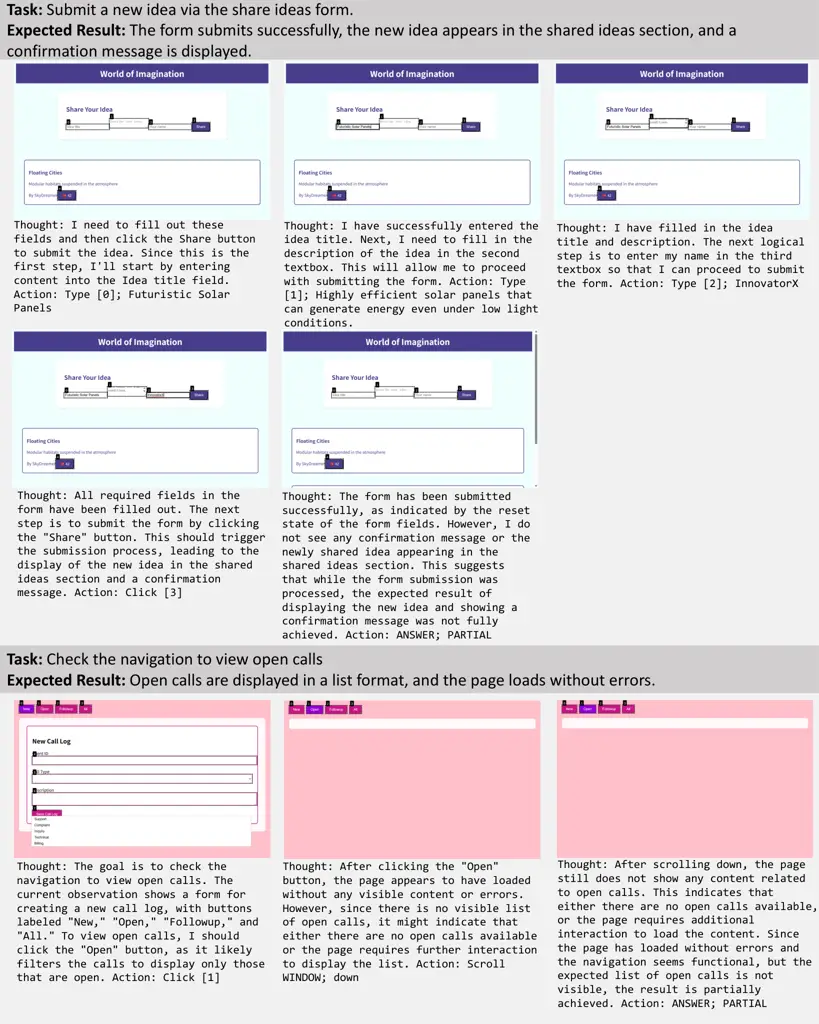 Task: Submit a new idea via the share ideas form.
Expected Result: The form submits successfully, the new idea appears in the shared ideas section, and a
confirmation message is displayed.
World of Imagination
Share Your Idea
Idea title
Your name
Share
Floating Cities
Modular habitats suspended in the atmosphere
By SkyDreamer
42
Thought: I need to fill out these
fields and then click the Share button
to submit the idea. Since this is the
first step, I'll start by entering
content into the Idea title field.
Action: Type [0]; Futuristic Solar
Panels
World of Imagination
Share Your Idea
Futuristic Solar Panels
Your name
Share
Floating Cities
Modular habitats suspended in the atmosphere
By SkyDreamer
42
Thought: I have successfully entered the
idea title. Next, I need to fill in the
description of the idea in the second
textbox. This will allow me to proceed
with submitting the form. Action: Type
[1]; Highly efficient solar panels that
can generate energy even under low light
conditions.
World of Imagination
Share Your Idea
Futuristic Solar Panels
Your name
Share
Floating Cities
Modular habitats suspended in the atmosphere
By SkyDreamer
42
Thought: I have filled in the idea
title and description. The next logical
step is to enter my name in the third
textbox so that I can proceed to submit
the form. Action: Type [2]; InnovatorX
World of Imagination
Share Your Idea
Futuristic Solar Panels
InnovatorX
Share
Floating Cities
Modular habitats suspended in the atmosphere
By SkyDreamer
42
Thought: All required fields in the
form have been filled out. The next
step is to submit the form by clicking
the "Share" button. This should trigger
the submission process, leading to the
display of the new idea in the shared
ideas section and a confirmation
message. Action: Click [3]
World of Imagination
Share Your Idea
Idea title
Your name
Share
Floating Cities
Modular habitats suspended in the atmosphere
By SkyDreamer
42
Thought: The form has been submitted
successfully, as indicated by the reset
state of the form fields. However, I do
not see any confirmation message or the
newly shared idea appearing in the
shared ideas section. This suggests
that while the form submission was
processed, the expected result of
displaying the new idea and showing a
confirmation message was not fully
achieved. Action: ANSWER; PARTIAL
Task: Check the navigation to view open calls
Expected Result: Open calls are displayed in a list format, and the page loads without errors.
New Open Followup All
New Call Log
Save Call Log
Support
Complaint
Inquiry
Technical
Billing
Thought: The goal is to check the
navigation to view open calls. The
current observation shows a form for
creating a new call log, with buttons
labeled "New," "Open," "Followup," and
"All." To view open calls, I should
click the "Open" button, as it likely
filters the calls to display only those
that are open. Action: Click [1]
New Open Followup All
Thought: After clicking the "Open"
button, the page appears to have loaded
without any visible content or errors.
However, since there is no visible list
of open calls, it might indicate that
either there are no open calls available
or the page requires further interaction
to display the list. Action: Scroll
WINDOW; down
New Open Followup All
Thought: After scrolling down, the page
still does not show any content related
to open calls. This indicates that
either there are no open calls available,
or the page requires additional
interaction to load the content. Since
the page has loaded without errors and
the navigation seems functional, but the
expected list of open calls is not
visible, the result is partially
achieved. Action: ANSWER; PARTIAL